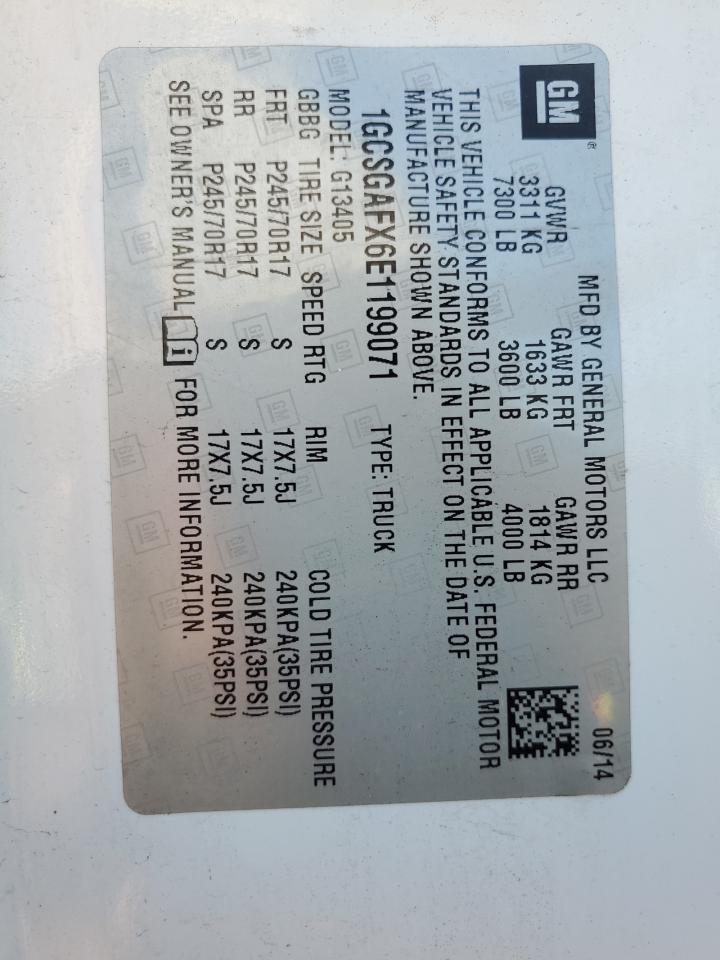 GM®
MFD BY GENERAL MOTORS LLC 06/14
GVWR GAWR FRT GAWR RR
3311 KG 1633 KG 1814 KG
7300 LB 3600 LB 4000 LB
THIS VEHICLE CONFORMS TO ALL APPLICABLE U.S. FEDERAL MOTOR
VEHICLE SAFETY STANDARDS IN EFFECT ON THE DATE OF
MANUFACTURE SHOWN ABOVE.
1GCSGAFX6E1199071 TYPE: TRUCK
MODEL: G13405
GBBG TIRE SIZE SPEED RTG RIM COLD TIRE PRESSURE
FRT P245/70R17 S 17X7.5J 240KPA(35PSI)
RR P245/70R17 S 17X7.5J 240KPA(35PSI)
SPA P245/70R17 S 17X7.5J 240KPA(35PSI)
SEE OWNER'S MANUAL i FOR MORE INFORMATION.